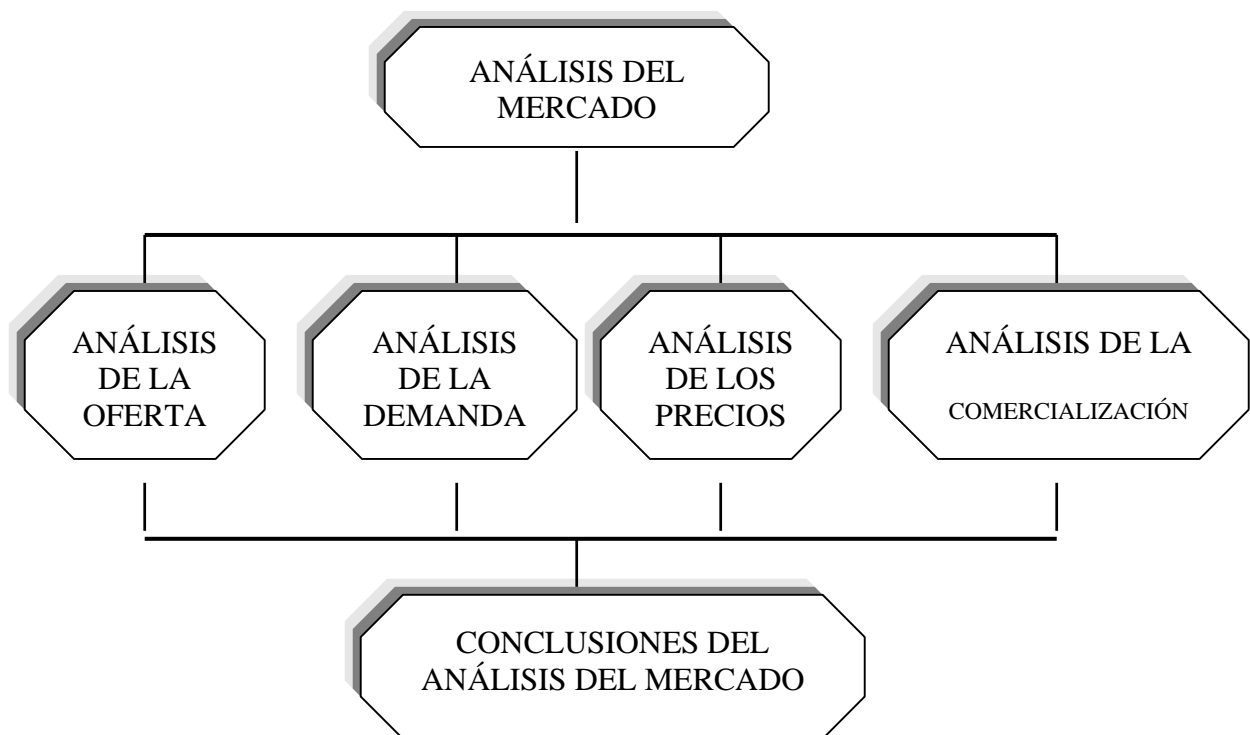 ANÁLISIS DEL
MERCADO
ANÁLISIS
DE LA
OFERTA
ANÁLISIS
DE LA
DEMANDA
ANÁLISIS
DE LOS
PRECIOS
ANÁLISIS DE LA
COMERCIALIZACIÓN
CONCLUSIONES DEL
ANÁLISIS DEL MERCADO